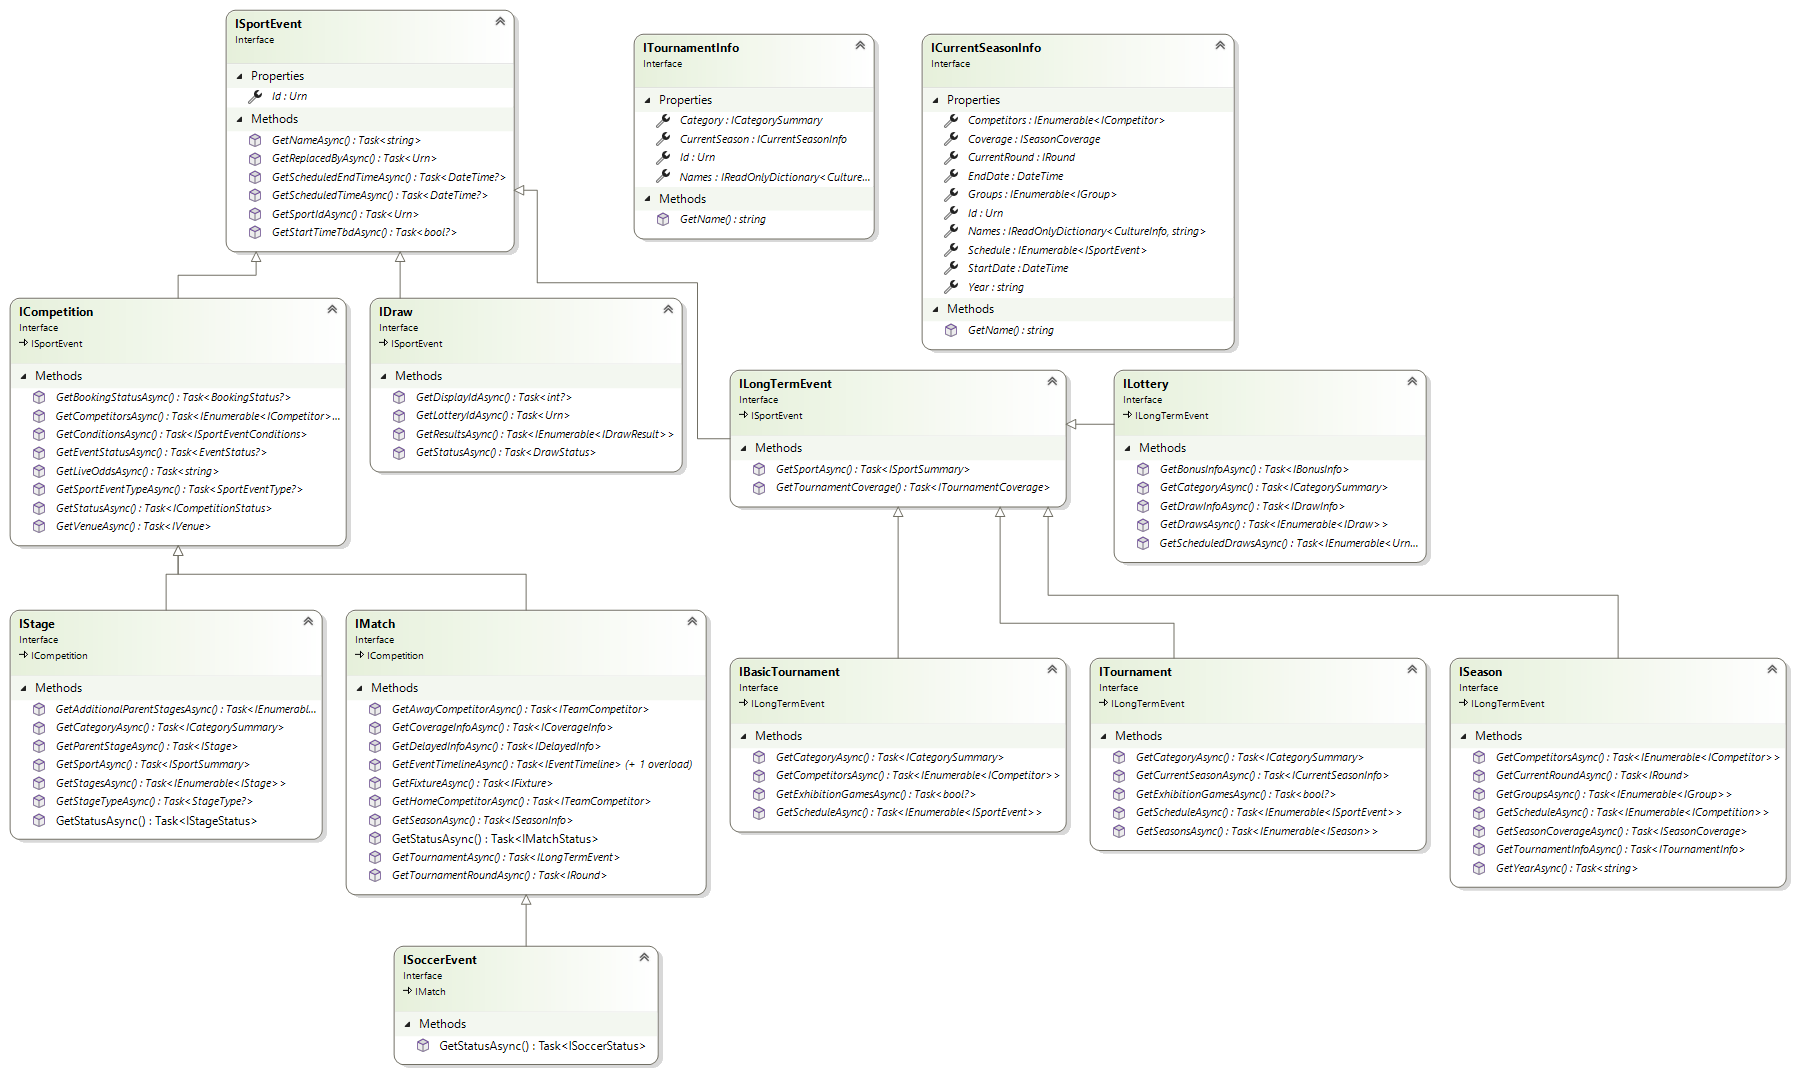 ISportEvent
Interface
Properties
Id : Urn
Methods
GetNameAsync() : Task<string>
GetReplacedByAsync() : Task<Urn>
GetScheduledEndTimeAsync() : Task<DateTime?>
GetScheduledTimeAsync() : Task<DateTime?>
GetSportIdAsync() : Task<Urn>
GetStartTimeTbdAsync() : Task<bool?>
ITournamentInfo
Interface
Properties
Category : ICategorySummary
CurrentSeason : ICurrentSeasonInfo
Id : Urn
Names : IReadOnlyDictionary<Culture...
Methods
GetName() : string
ICurrentSeasonInfo
Interface
Properties
Competitors : IEnumerable<ICompetitor>
Coverage : ISeasonCoverage
CurrentRound : IRound
EndDate : DateTime
Groups : IEnumerable<IGroup>
Id : Urn
Names : IReadOnlyDictionary<CultureInfo, string>
Schedule : IEnumerable<ISportEvent>
StartDate : DateTime
Year : string
Methods
GetName() : string
ICompetition
Interface
ISportEvent
Methods
GetBookingStatusAsync() : Task<BookingStatus?>
GetCompetitorsAsync() : Task<IEnumerable<ICompetitor>...
GetConditionsAsync() : Task<ISportEventConditions>
GetEventStatusAsync() : Task<EventStatus?>
GetLiveOddsAsync() : Task<string>
GetSportEventTypeAsync() : Task<SportEventType?>
GetStatusAsync() : Task<ICompetitionStatus>
GetVenueAsync() : Task<IVenue>
IDraw
Interface
ISportEvent
Methods
GetDisplayIdAsync() : Task<int?>
GetLotteryIdAsync() : Task<Urn>
GetResultsAsync() : Task<IEnumerable<IDrawResult>>
GetStatusAsync() : Task<DrawStatus>
ILongTermEvent
Interface
ISportEvent
Methods
GetSportAsync() : Task<ISportSummary>
GetTournamentCoverage() : Task<ITournamentCoverage>
ILottery
Interface
ILongTermEvent
Methods
GetBonusInfoAsync() : Task<IBonusInfo>
GetCategoryAsync() : Task<ICategorySummary>
GetDrawInfoAsync() : Task<IDrawInfo>
GetDrawsAsync() : Task<IEnumerable<IDraw>>
GetScheduledDrawsAsync() : Task<IEnumerable<Urn...
IStage
Interface
ICompetition
Methods
GetAdditionalParentStagesAsync() : Task<IEnumerabl...
GetCategoryAsync() : Task<ICategorySummary>
GetParentStageAsync() : Task<IStage>
GetSportAsync() : Task<ISportSummary>
GetStagesAsync() : Task<IEnumerable<IStage>>
GetStageTypeAsync() : Task<StageType?>
GetStatusAsync() : Task<IStageStatus>
IMatch
Interface
ICompetition
Methods
GetAwayCompetitorAsync() : Task<ITeamCompetitor>
GetCoverageInfoAsync() : Task<ICoverageInfo>
GetDelayedInfoAsync() : Task<IDelayedInfo>
GetEventTimelineAsync() : Task<IEventTimeline> (+ 1 overload)
GetFixtureAsync() : Task<IFixture>
GetHomeCompetitorAsync() : Task<ITeamCompetitor>
GetSeasonAsync() : Task<ISeasonInfo>
GetStatusAsync() : Task<IMatchStatus>
GetTournamentAsync() : Task<ILongTermEvent>
GetTournamentRoundAsync() : Task<IRound>
IBasicTournament
Interface
ILongTermEvent
Methods
GetCategoryAsync() : Task<ICategorySummary>
GetCompetitorsAsync() : Task<IEnumerable<ICompetitor>>
GetExhibitionGamesAsync() : Task<bool?>
GetScheduleAsync() : Task<IEnumerable<ISportEvent>>
ITournament
Interface
ILongTermEvent
Methods
GetCategoryAsync() : Task<ICategorySummary>
GetCurrentSeasonAsync() : Task<ICurrentSeasonInfo>
GetExhibitionGamesAsync() : Task<bool?>
GetScheduleAsync() : Task<IEnumerable<ISportEvent>>
GetSeasonsAsync() : Task<IEnumerable<ISeason>>
ISeason
Interface
ILongTermEvent
Methods
GetCompetitorsAsync() : Task<IEnumerable<ICompetitor>>
GetCurrentRoundAsync() : Task<IRound>
GetGroupsAsync() : Task<IEnumerable<IGroup>>
GetScheduleAsync() : Task<IEnumerable<ICompetition>>
GetSeasonCoverageAsync() : Task<ISeasonCoverage>
GetTournamentInfoAsync() : Task<ITournamentInfo>
GetYearAsync() : Task<string>
ISoccerEvent
Interface
IMatch
Methods
GetStatusAsync() : Task<ISoccerStatus>